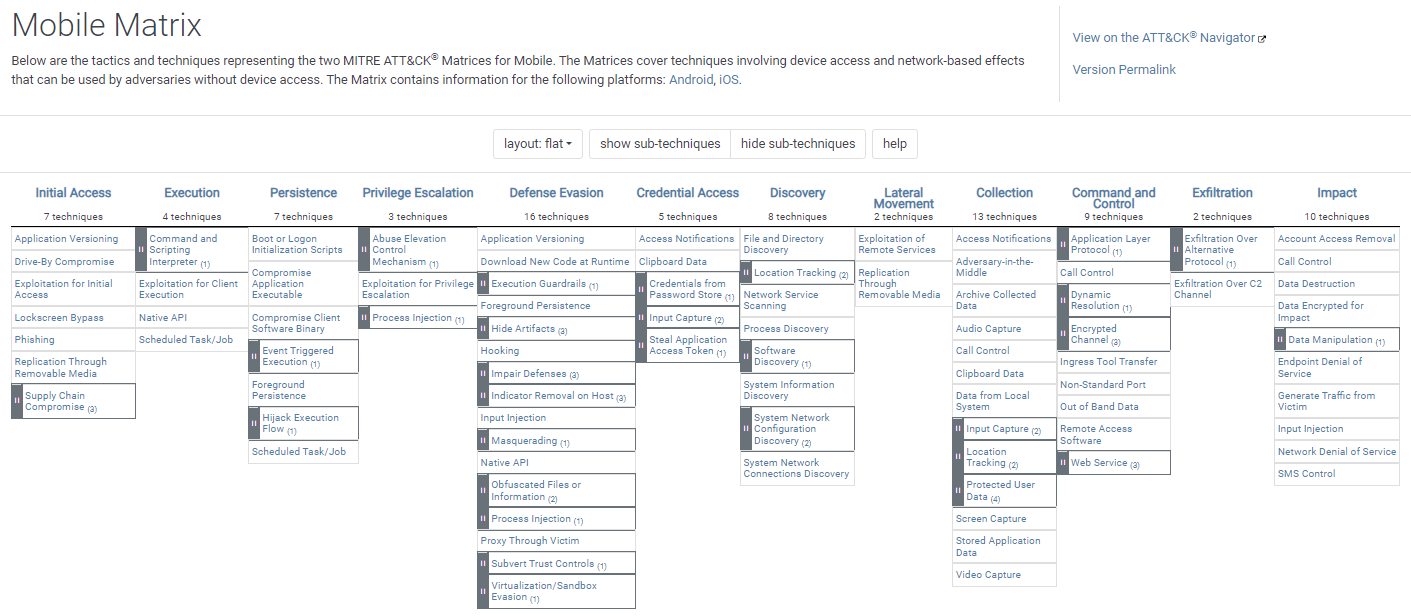 Mobile Matrix
Below are the tactics and techniques representing the two MITRE ATT&CK® Matrices for Mobile. The Matrices cover techniques involving device access and network-based effects
that can be used by adversaries without device access. The Matrix contains information for the following platforms: Android, iOS.
View on the ATT&CK® Navigator
Version Permalink
layout: flat
show sub-techniques
hide sub-techniques
help
Initial Access
7 techniques
Application Versioning
Drive-By Compromise
Exploitation for Initial
Access
Lockscreen Bypass
Phishing
Replication Through
Removable Media
Supply Chain
Compromise (3)
Execution
4 techniques
Command and
Scripting
Interpreter (1)
Exploitation for Client
Execution
Native API
Scheduled Task/Job
Persistence
7 techniques
Boot or Logon
Initialization Scripts
Compromise
Application
Executable
Compromise Client
Software Binary
Event Triggered
Execution (1)
Foreground
Persistence
Hijack Execution
Flow (1)
Scheduled Task/Job
Privilege Escalation
3 techniques
Abuse Elevation
Control
Mechanism (1)
Exploitation for Privilege
Escalation
Process Injection (1)
Defense Evasion
16 techniques
Application Versioning
Download New Code at Runtime
Execution Guardrails (1)
Foreground Persistence
Hide Artifacts (3)
Hooking
Impair Defenses (3)
Indicator Removal on Host (3)
Input Injection
Masquerading (1)
Native API
Obfuscated Files or
Information (2)
Process Injection (1)
Proxy Through Victim
Subvert Trust Controls (1)
Virtualization/Sandbox
Evasion (1)
Credential Access
5 techniques
Access Notifications
Clipboard Data
Credentials from
Password Store (1)
Input Capture (2)
Steal Application
Access Token (1)
Discovery
8 techniques
File and Directory
Discovery
Location Tracking (2)
Network Service
Scanning
Process Discovery
Software
Discovery (1)
System Information
Discovery
System Network
Configuration
Discovery (2)
System Network
Connections Discovery
Lateral
Movement
2 techniques
Exploitation of
Remote Services
Replication
Through
Removable Media
Collection
13 techniques
Access Notifications
Adversary-in-the-
Middle
Archive Collected
Data
Audio Capture
Call Control
Clipboard Data
Data from Local
System
Input Capture (2)
Location
Tracking (2)
Protected User
Data (4)
Screen Capture
Stored Application
Data
Video Capture
Command and
Control
9 techniques
Application Layer
Protocol (1)
Call Control
Dynamic
Resolution (1)
Encrypted
Channel (3)
Ingress Tool Transfer
Non-Standard Port
Out of Band Data
Remote Access
Software
Web Service (3)
Exfiltration
2 techniques
Exfiltration Over
Alternative
Protocol (1)
Exfiltration Over C2
Channel
Impact
10 techniques
Account Access Removal
Call Control
Data Destruction
Data Encrypted for
Impact
Data Manipulation (1)
Endpoint Denial of
Service
Generate Traffic from
Victim
Input Injection
Network Denial of Service
SMS Control